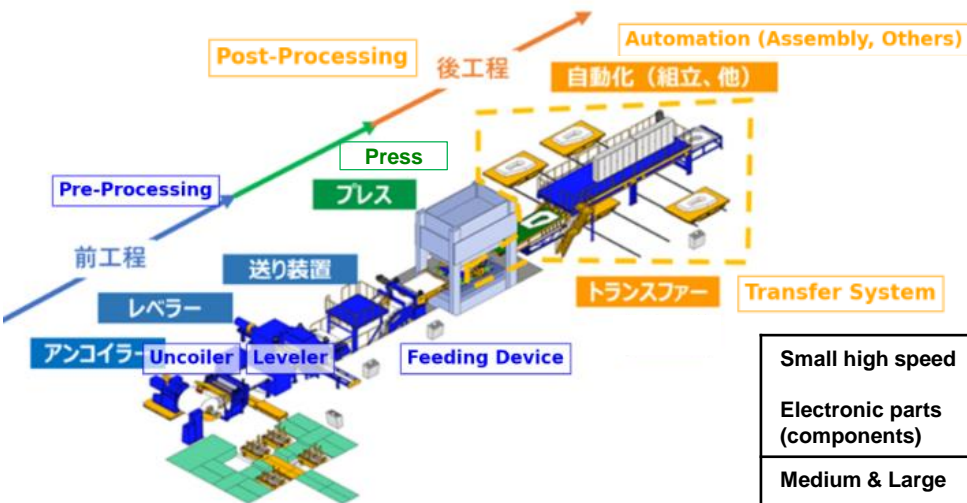 Post-Processing
後工程
Automation (Assembly, Others)
自動化(組立、他)
Press
プレス
Pre-Processing
前工程
送り装置
レベラー
アンコイラー
Uncoiler
Leveler
Feeding Device
トランスファー
Transfer System
Small high speed
Electronic parts
(components)
Medium & Large